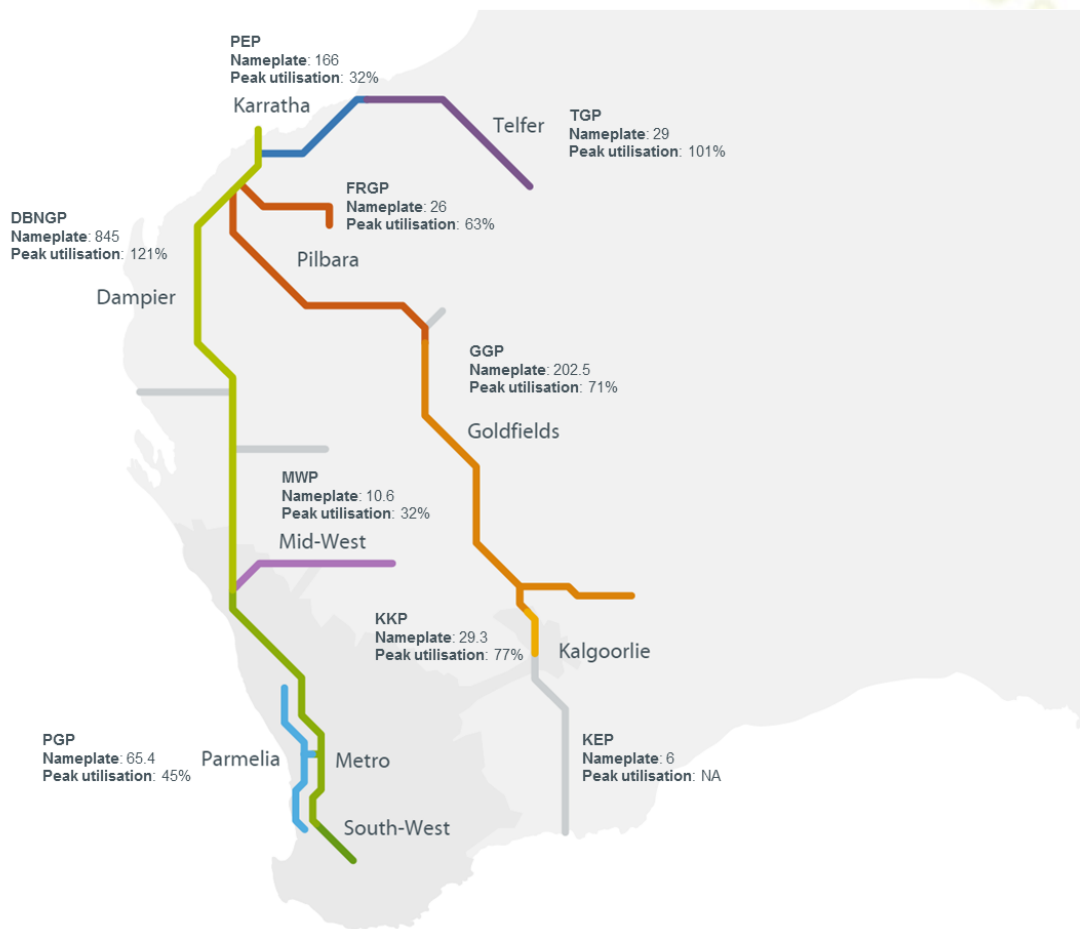 PEP
Nameplate: 166
Peak utilisation: 32%
Karratha
Telfer
TGP
Nameplate: 29
Peak utilisation: 101%
FRGP
Nameplate: 26
Peak utilisation: 63%
DBNGP
Nameplate: 845
Peak utilisation: 121%
Pilbara
Dampier
GGP
Nameplate: 202.5
Peak utilisation: 71%
Goldfields
MWP
Nameplate: 10.6
Peak utilisation: 32%
Mid-West
KKP
Nameplate: 29.3
Peak utilisation: 77%
Kalgoorlie
PGP
Nameplate: 65.4
Peak utilisation: 45%
Parmelia
Metro
KEP
Nameplate: 6
Peak utilisation: NA
South-West